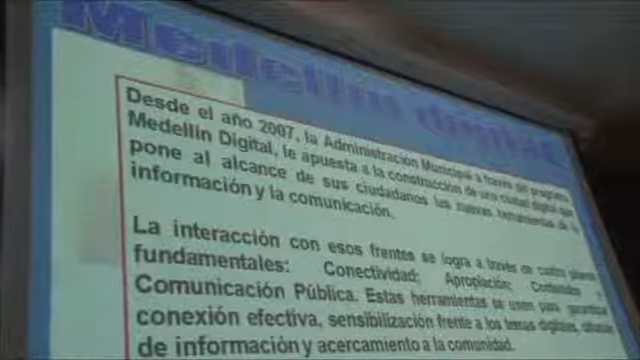 Medellín digital
Desde el año 2007, la Administración Municipal a través del programa
Medellín Digital, le apuesta a la construcción de una ciudad digital que
pone al alcance de sus ciudadanos las nuevas herramientas de la
información y la comunicación.
La interacción con esos frentes se logra a través de cuatro pilares
fundamentales: Conectividad; Apropiación; Contenidos y
Comunicación Pública. Estas herramientas se usan para garantizar
conexión efectiva, sensibilización frente a los temas digitales, difusión
de información y acercamiento a la comunidad.